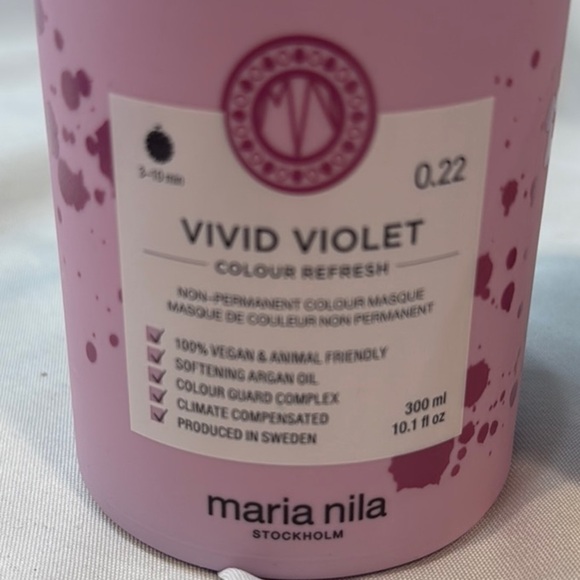 3-10 min
0.22
VIVID VIOLET
COLOUR REFRESH
NON-PERMANENT COLOUR MASQUE
MASQUE DE COULEUR NON PERMANENT
100% VEGAN & ANIMAL FRIENDLY
SOFTENING ARGAN OIL
COLOUR GUARD COMPLEX
CLIMATE COMPENSATED
PRODUCED IN SWEDEN
300 ml
10.1 fl oz
maria nila
STOCKHOLM